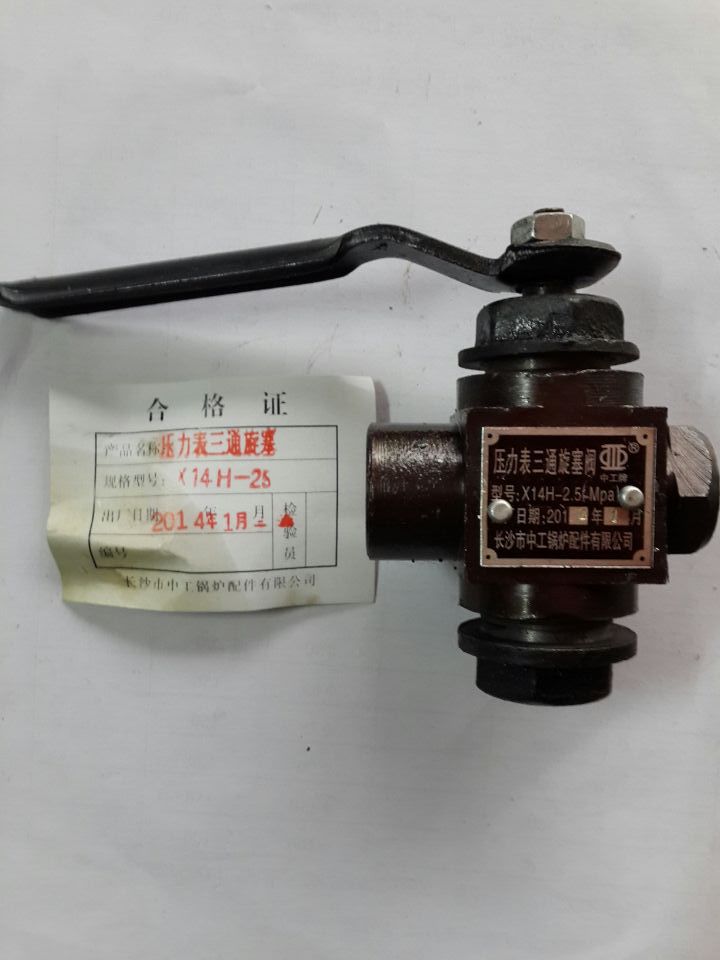 合格证
产品名称 压力表三通旋塞
规格型号: X14H-25
出厂日期 2014年1月 年 月
检验员
编号
长沙市中工锅炉配件有限公司
压力表三通旋塞阀 ®
中工牌
型号:X14H-2.5 Mpa
日期:201 年 月
长沙市中工锅炉配件有限公司